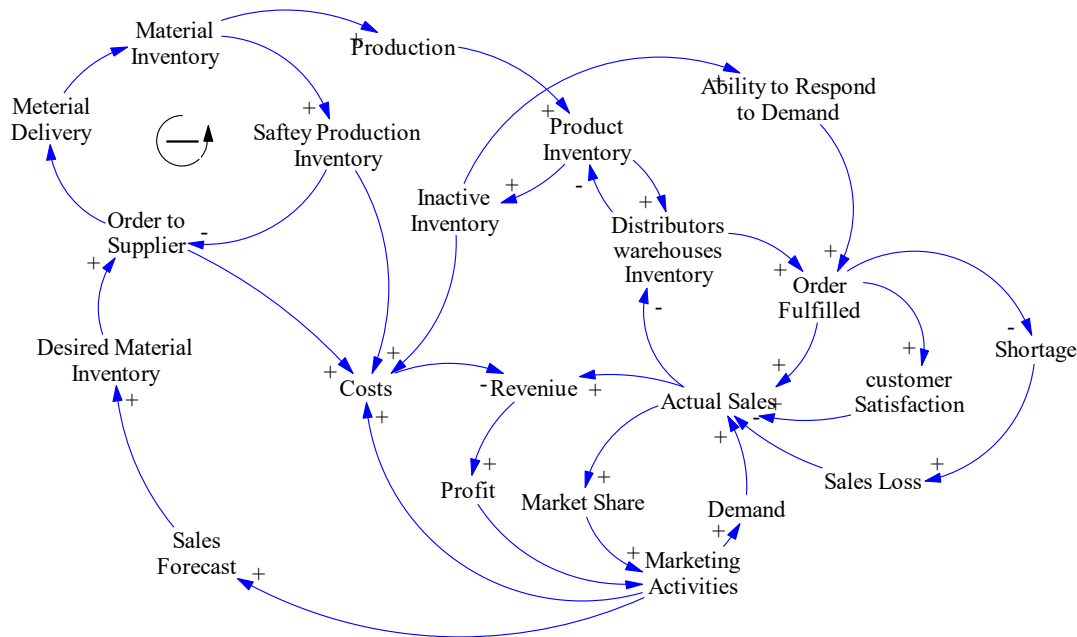 Material
Inventory
+
Production
+
Ability to Respond
to Demand
Meterial
Delivery
+
Saftey Production
Inventory
+
Product
Inventory
—
Inactive
Inventory
+
-
+
Distributors
warehouses
Inventory
Order to
Supplier
-
+
+
+
Order
Fulfilled
-
-
Shortage
Desired Material
Inventory
+
+
Costs
+
-
Reveniue
+
+
+
customer
Satisfaction
Actual Sales
+
-
+
+
+
Profit
+
Market Share
+
Demand
+
Sales Loss
+
Sales
Forecast
+
+
Marketing
Activities